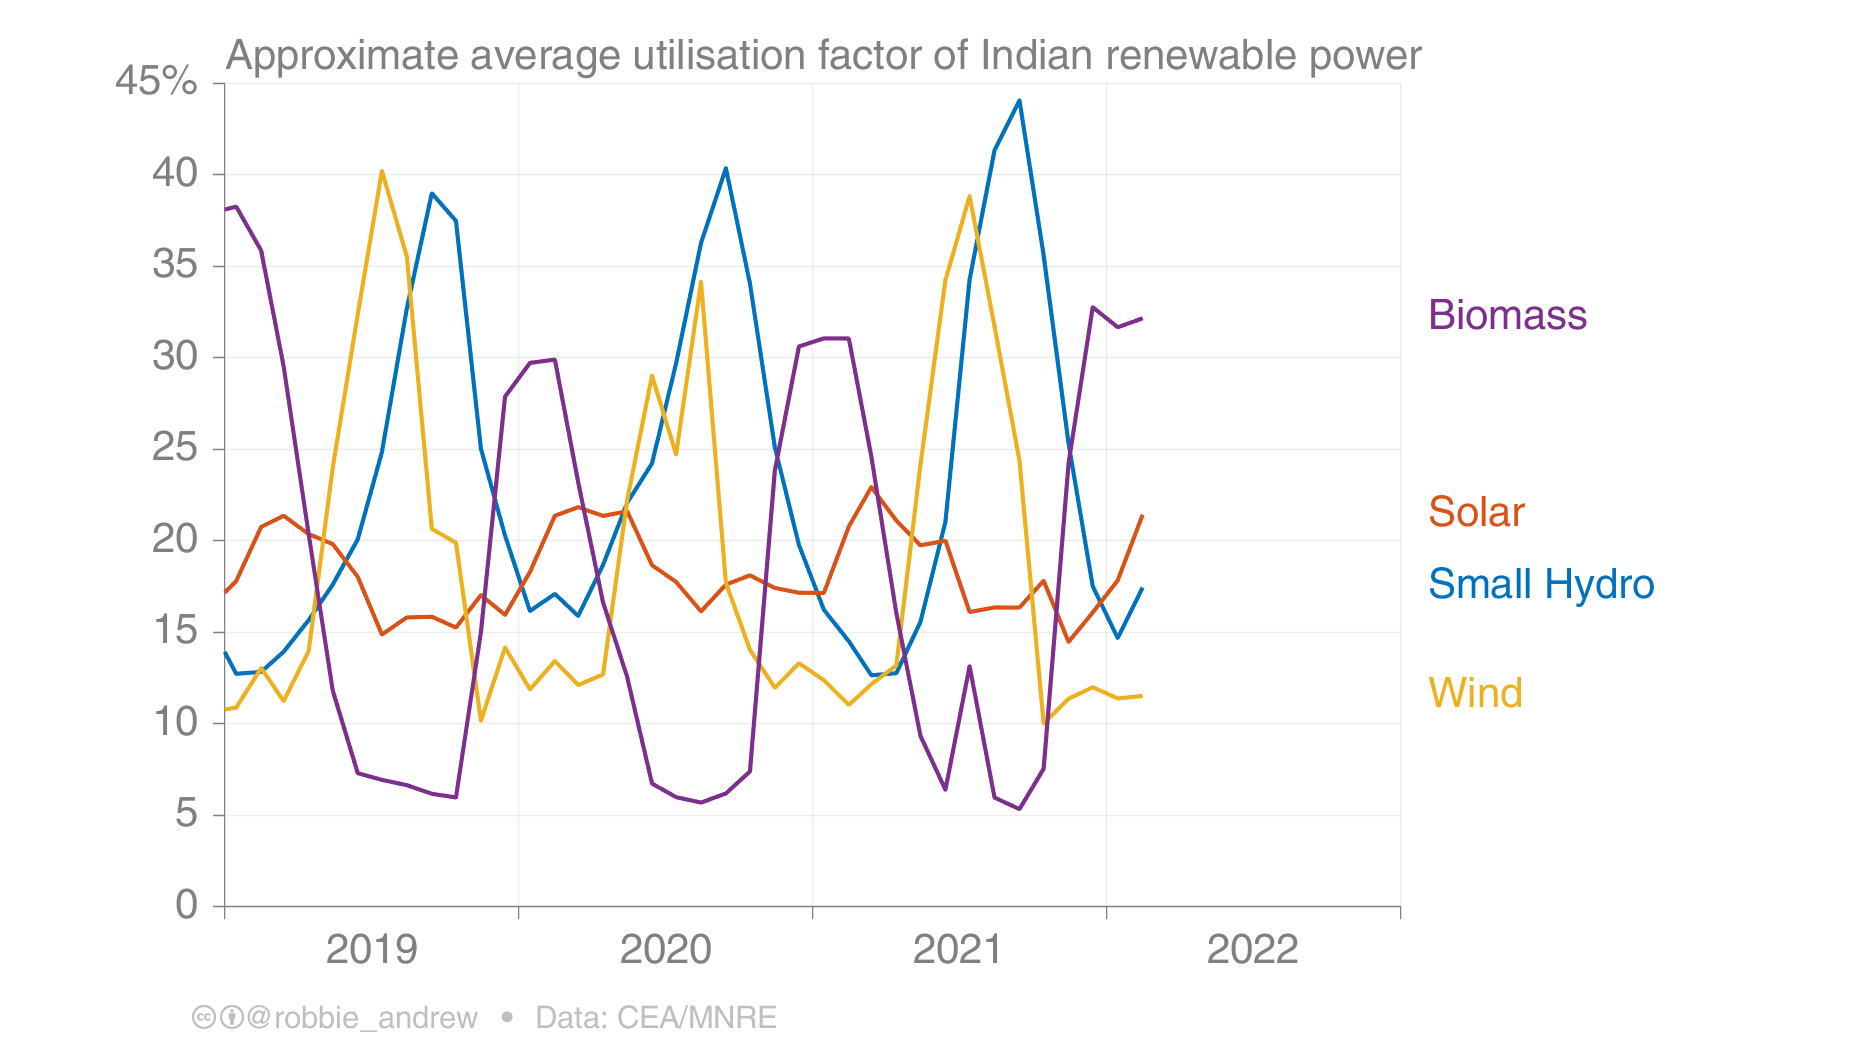 Approximate average utilisation factor of Indian renewable power
45%
40
35
30
25
20
15
10
5
0
2019 2020 2021 2022
Biomass
Solar
Small Hydro
Wind
@robbie_andrew • Data: CEA/MNRE